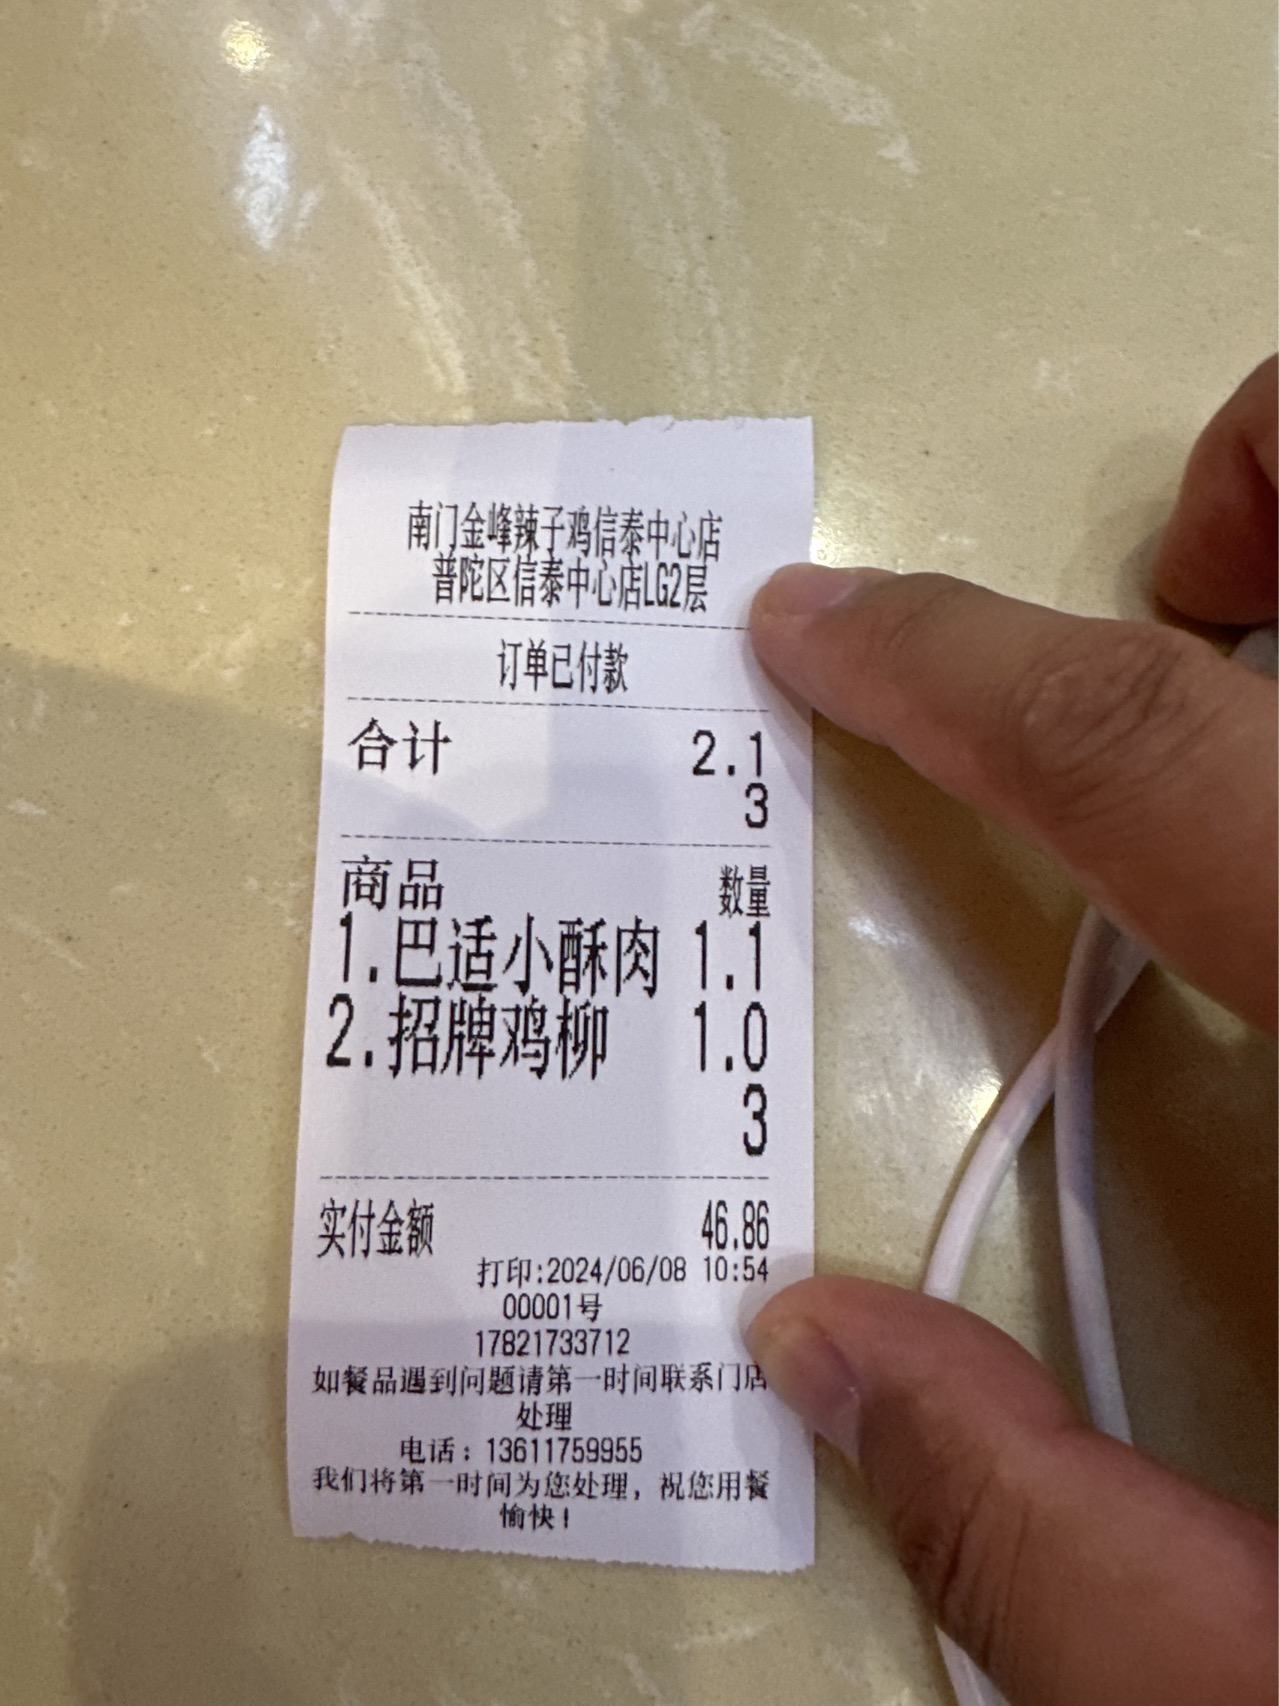 南门金峰辣子鸡信泰中心店
普陀区信泰中心店LG2层
订单已付款
合计 2.1
3
商品 数量
1.巴适小酥肉 1.1
2.招牌鸡柳 1.0
3
实付金额 46.86
打印:2024/06/08 10:54
00001号
17821733712
如餐品遇到问题请第一时间联系门店
处理
电话：13611759955
我们将第一时间为您处理，祝您用餐
愉快！